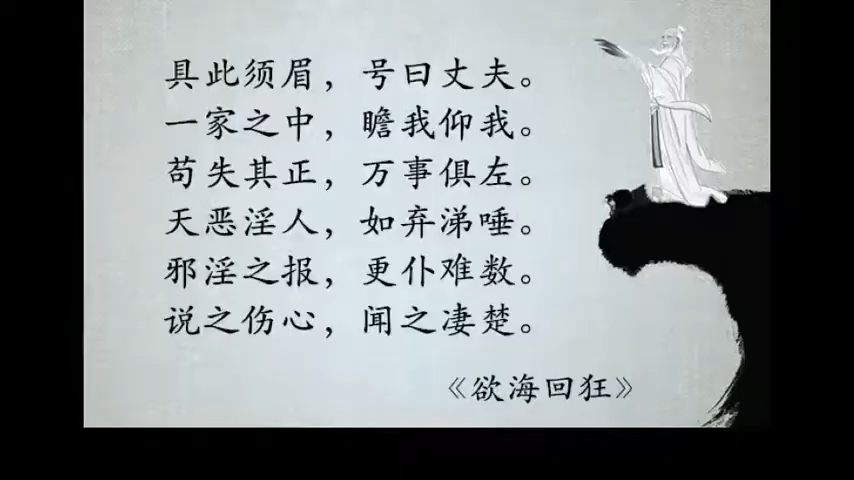 具此须眉，号曰丈夫。
一家之中，瞻我仰我。
苟失其正，万事俱左。
天恶淫人，如弃涕唾。
邪淫之报，更仆难数。
说之伤心，闻之凄楚。
《欲海回狂》